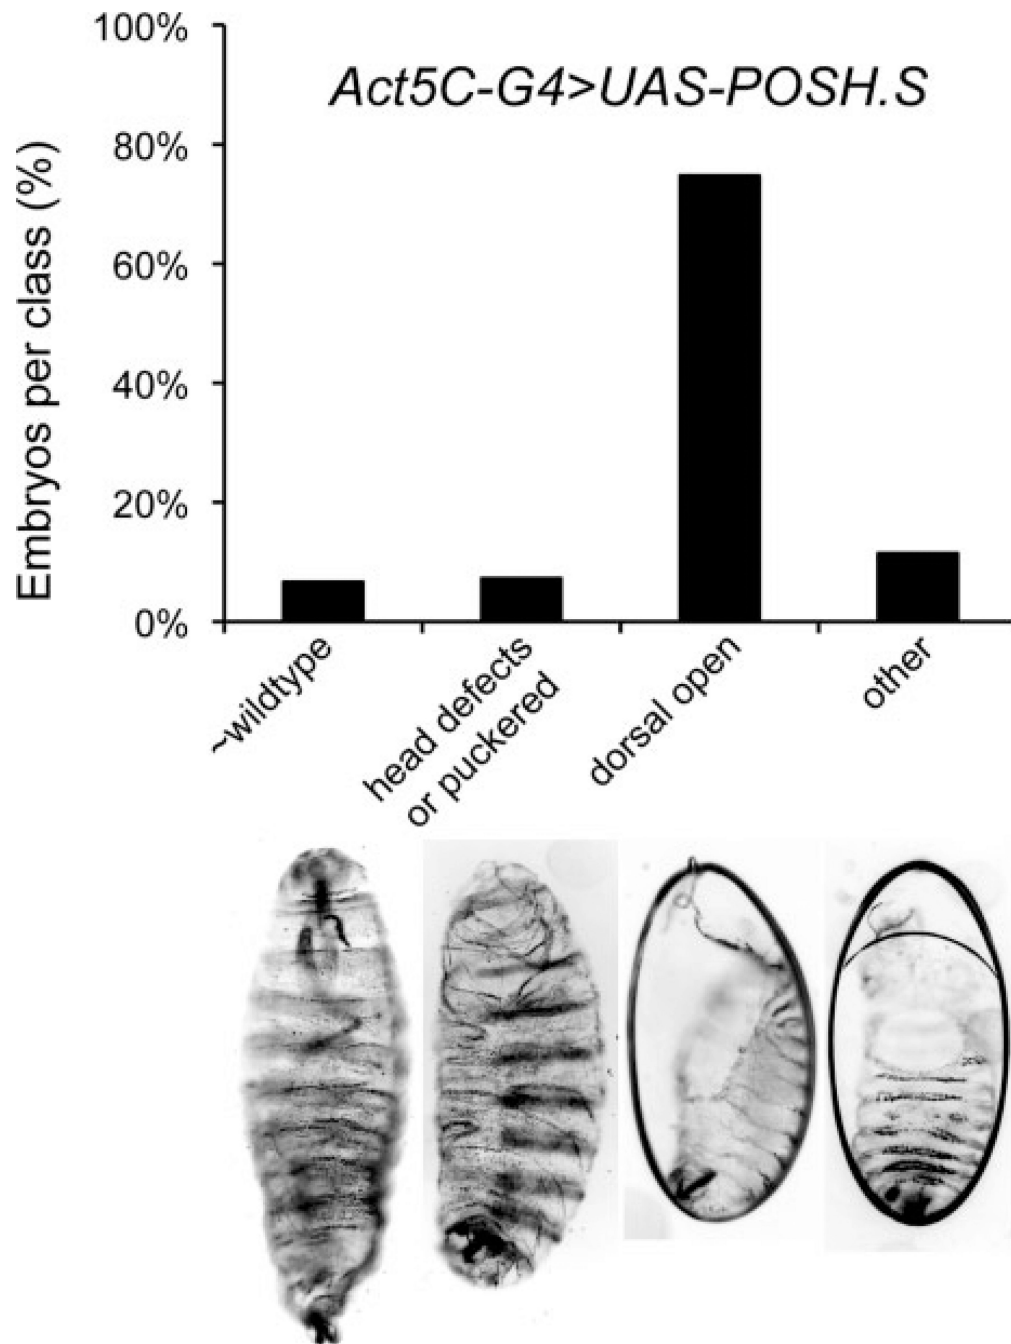 100%
Act5C-G4>UAS-POSH.S
80%
60%
40%
20%
0%
Embryos per class (%)
~wildtype
head defects
or puckered
dorsal open
other